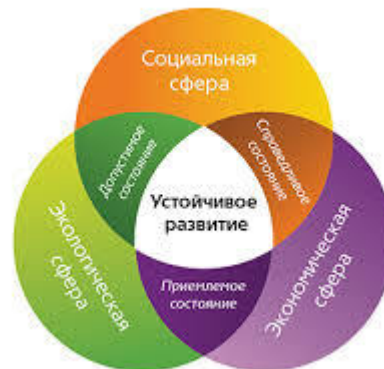 Социальная
сфера
Допустимое
состояние
Справедливое
состояние
Устойчивое
развитие
Экологическая
сфера
Приемлемое
состояние
Экономическая
сфера